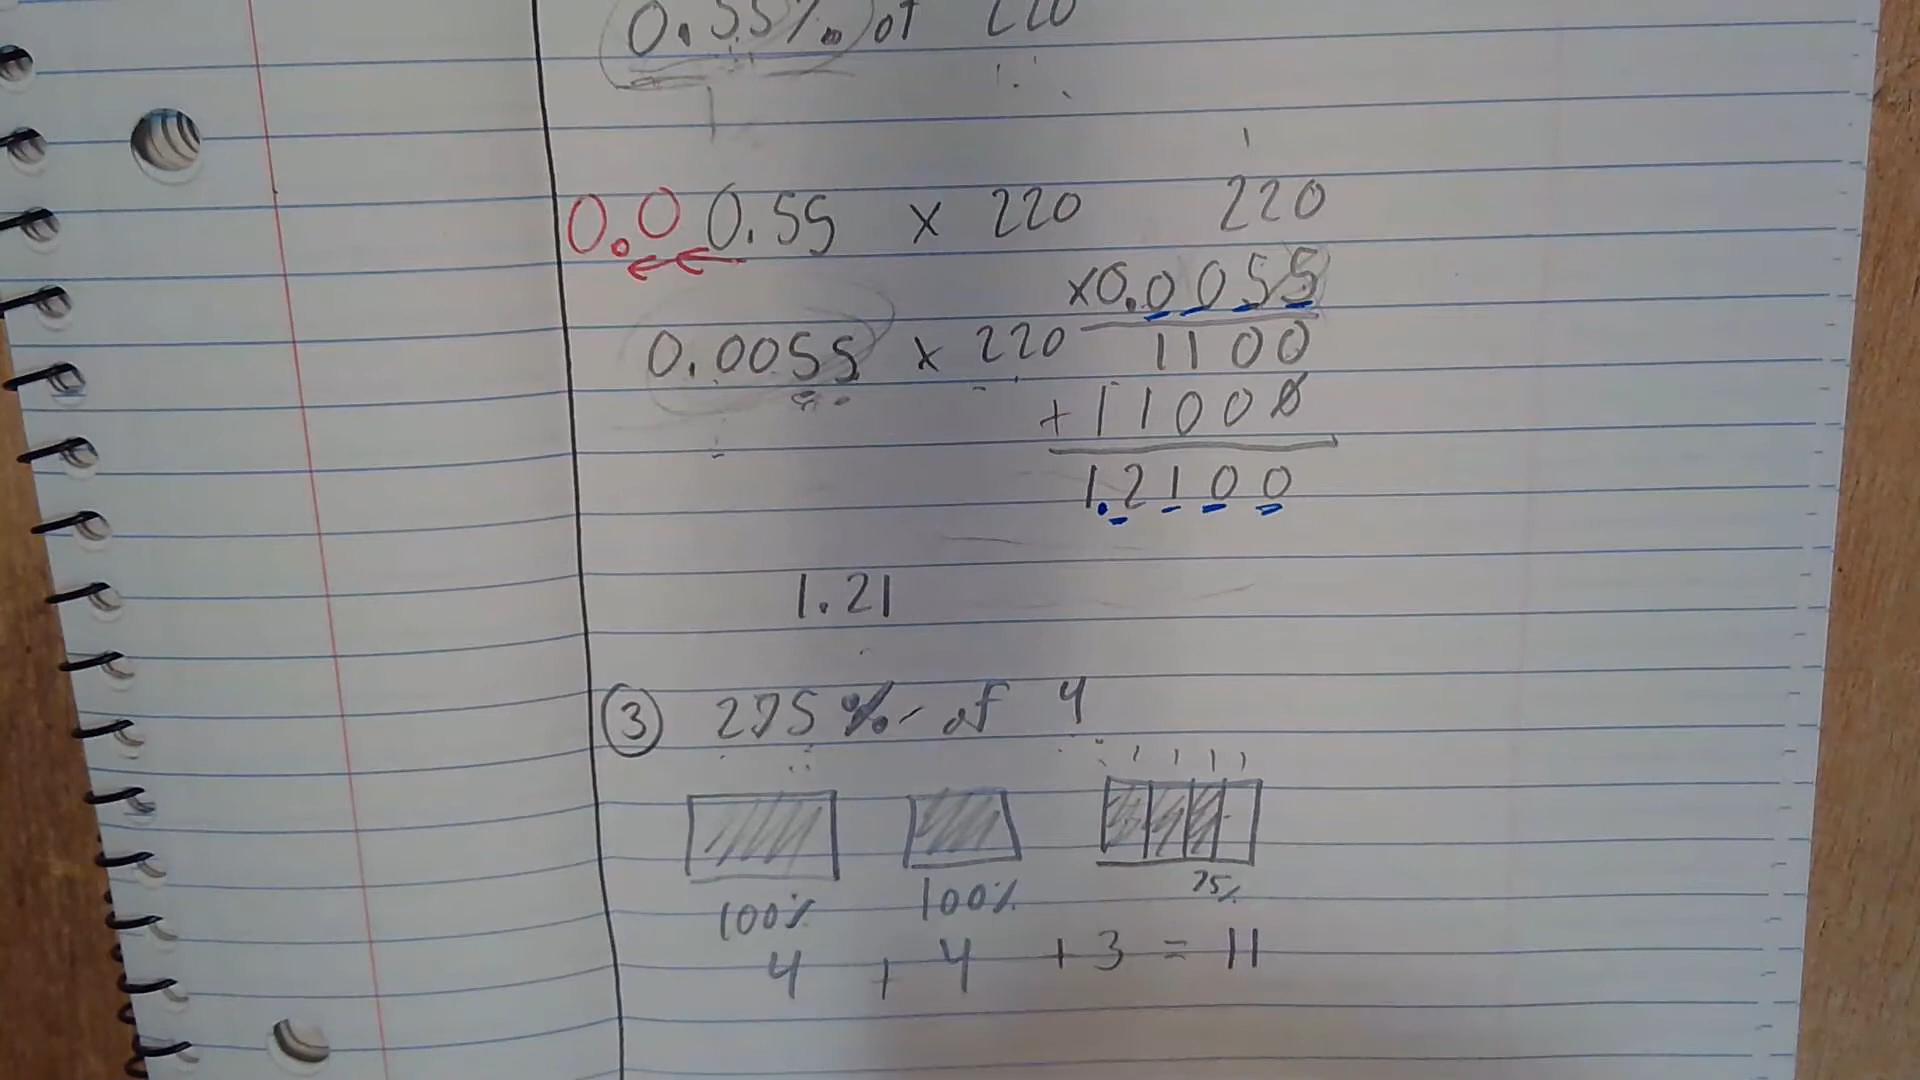 0.55% of 220
0.0 0.55 x 220
220
x0.0055
0.0055 x 220
1100
+11000
1.2100
1.21
③ 275% of 4
100% 100% 75%
4 + 4 + 3 = 11